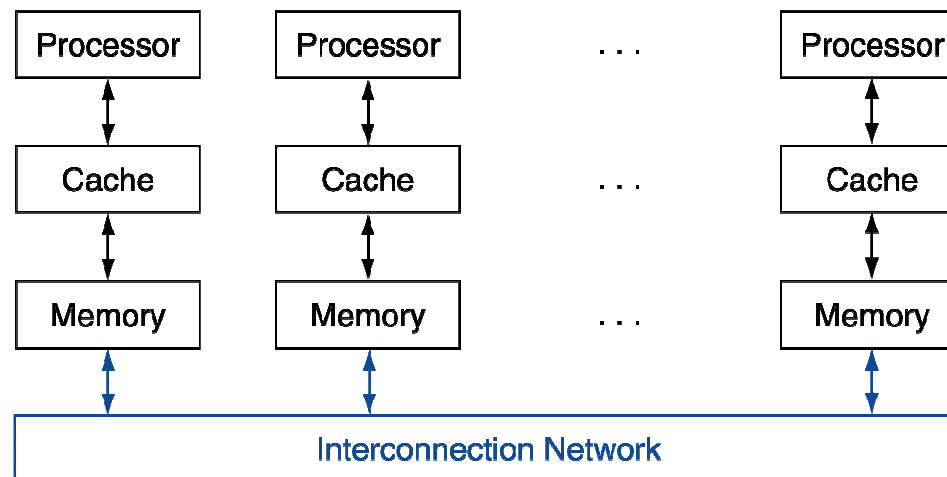 Processor Processor . . . Processor
Cache Cache . . . Cache
Memory Memory . . . Memory
Interconnection Network